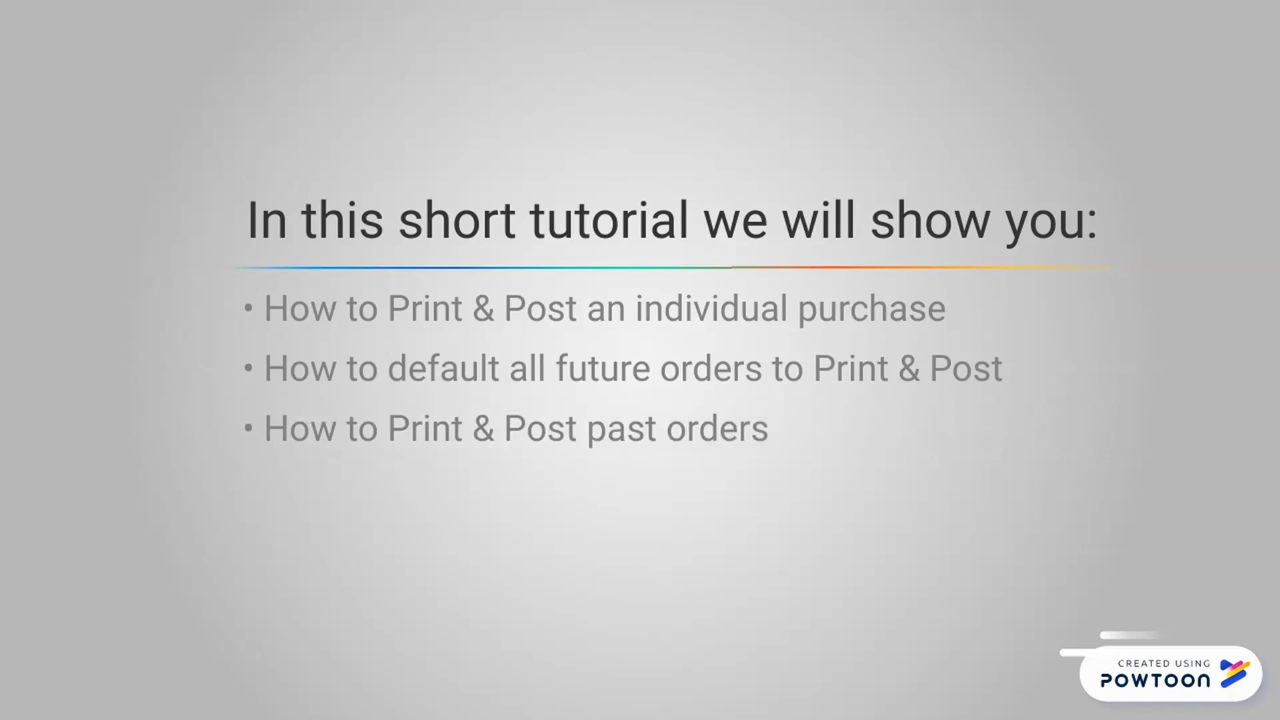 In this short tutorial we will show you:
• How to Print & Post an individual purchase
• How to default all future orders to Print & Post
• How to Print & Post past orders
CREATED USING
POWTOON